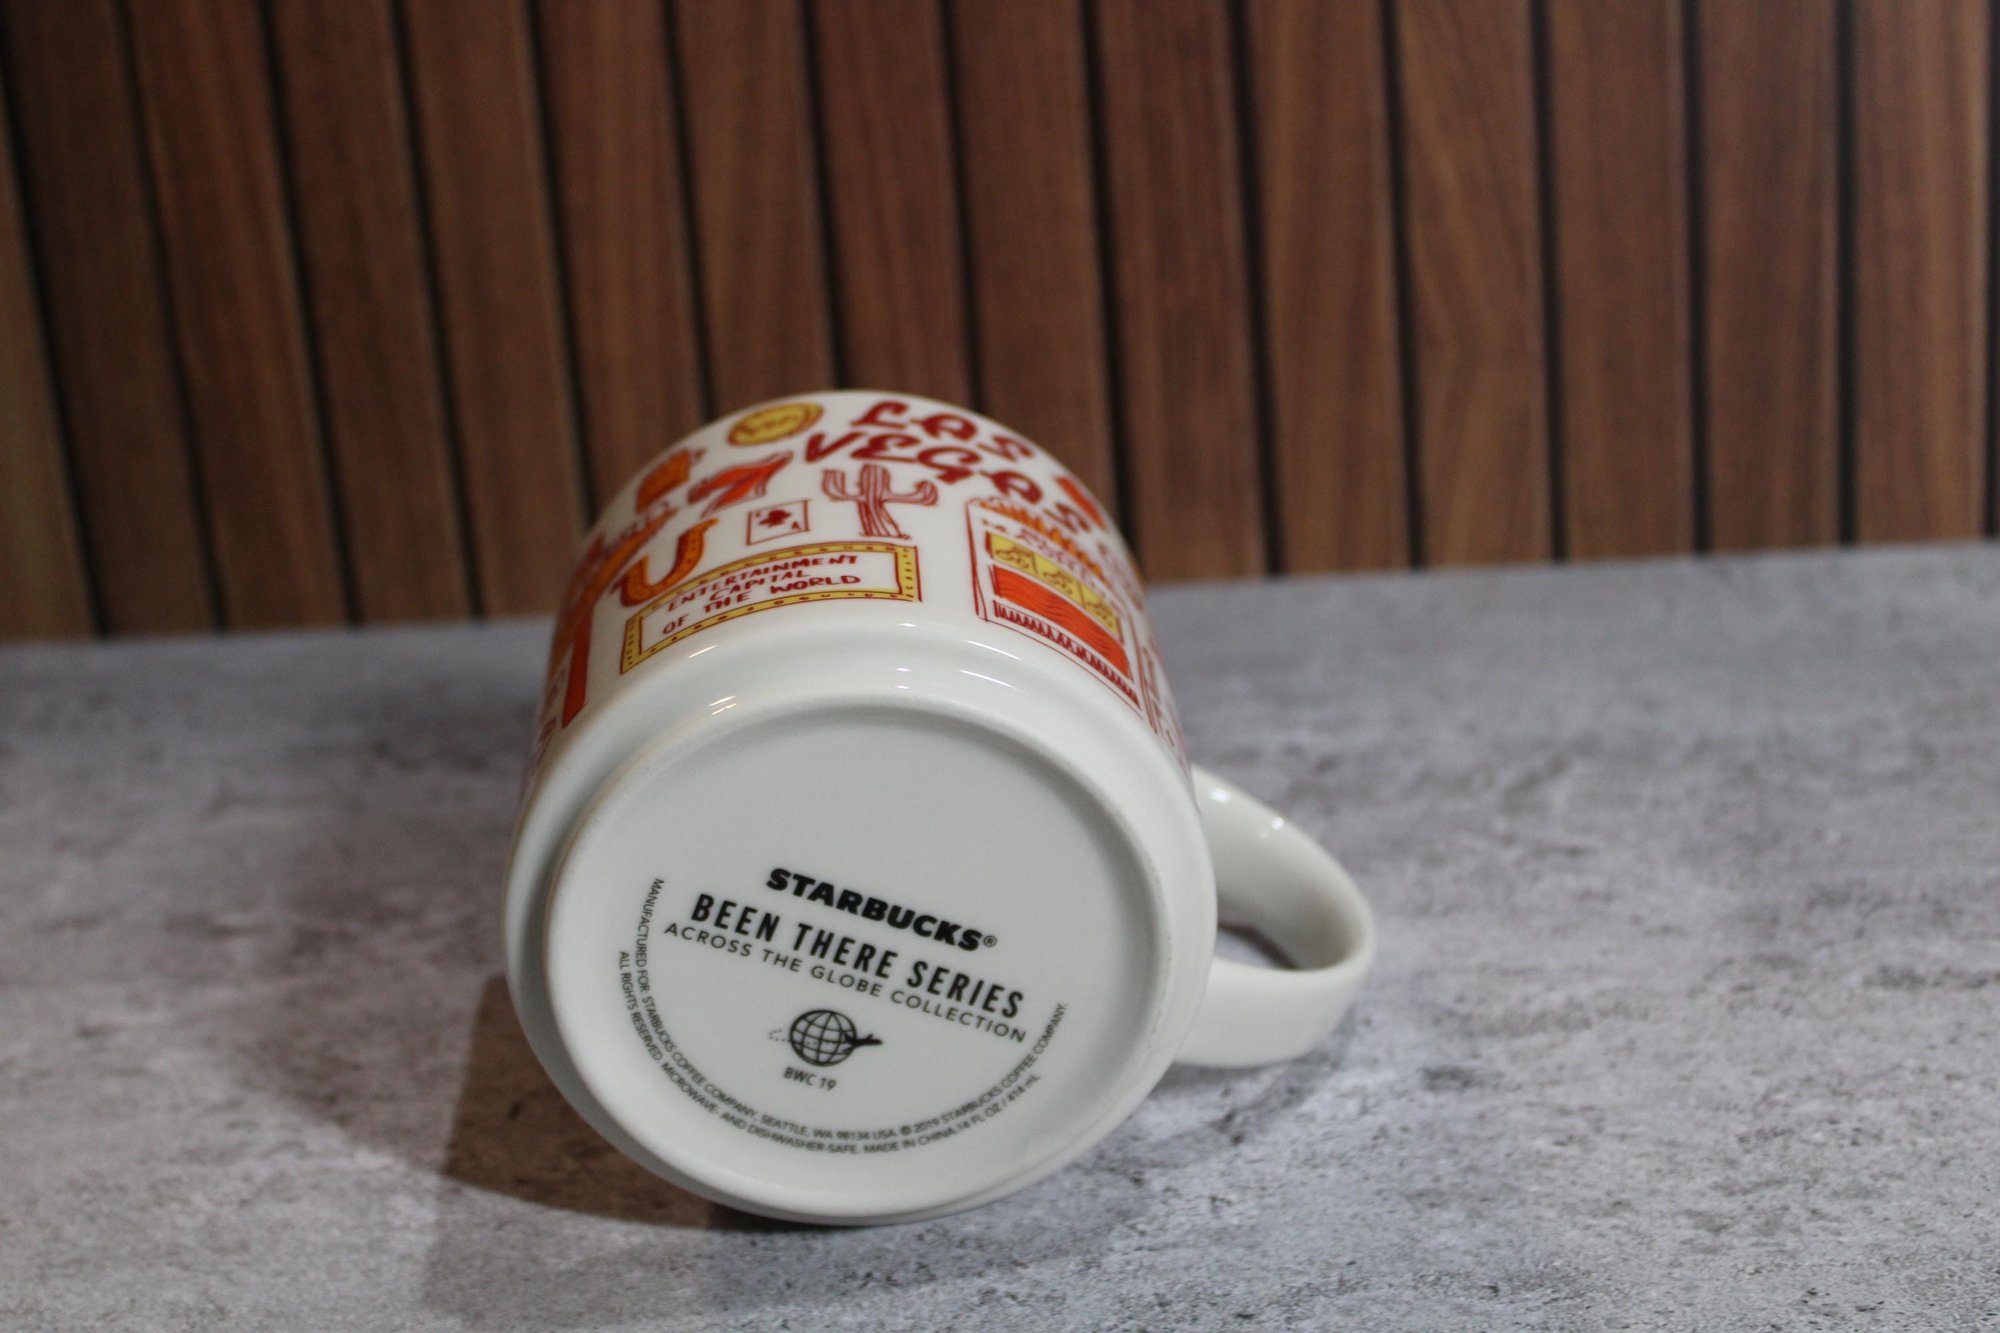 LAS
VEGAS
A
ENTERTAINMENT
CAPITAL
OF THE WORLD
STARBUCKS®
BEEN THERE SERIES
ACROSS THE GLOBE COLLECTION
BWC 19
MANUFACTURED FOR STARBUCKS COFFEE COMPANY, SEATTLE, WA 98134 USA. © 2019 STARBUCKS COFFEE COMPANY.
ALL RIGHTS RESERVED. MICROWAVE- AND DISHWASHER-SAFE. MADE IN CHINA.14 FL OZ / 414 mL